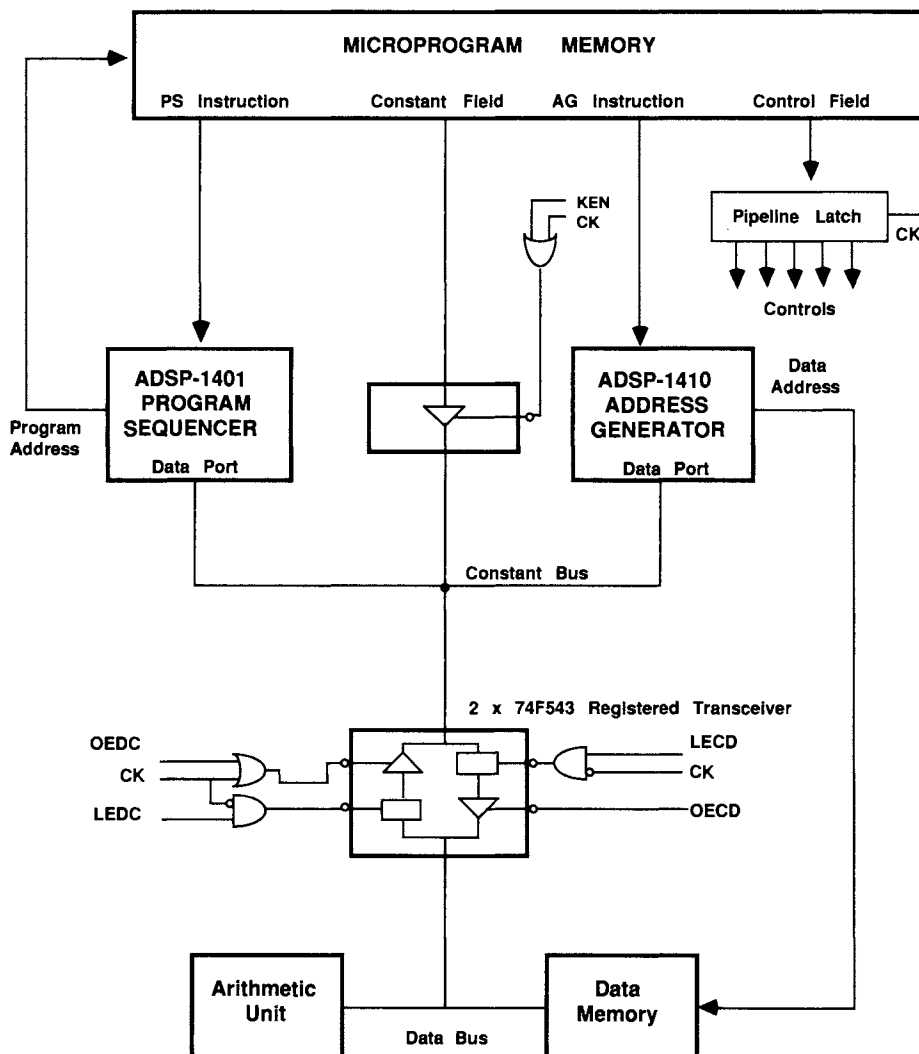 MICROPROGRAM MEMORY
PS Instruction Constant Field AG Instruction Control Field
KEN
CK
Pipeline Latch
CK
Controls
ADSP-1401
PROGRAM
SEQUENCER
Data Port
Program
Address
ADSP-1410
ADDRESS
GENERATOR
Data Port
Data
Address
Constant Bus
2 x 74F543 Registered Transceiver
OEDC
CK
LEDC
LECD
CK
OECD
Arithmetic
Unit
Data Bus
Data
Memory